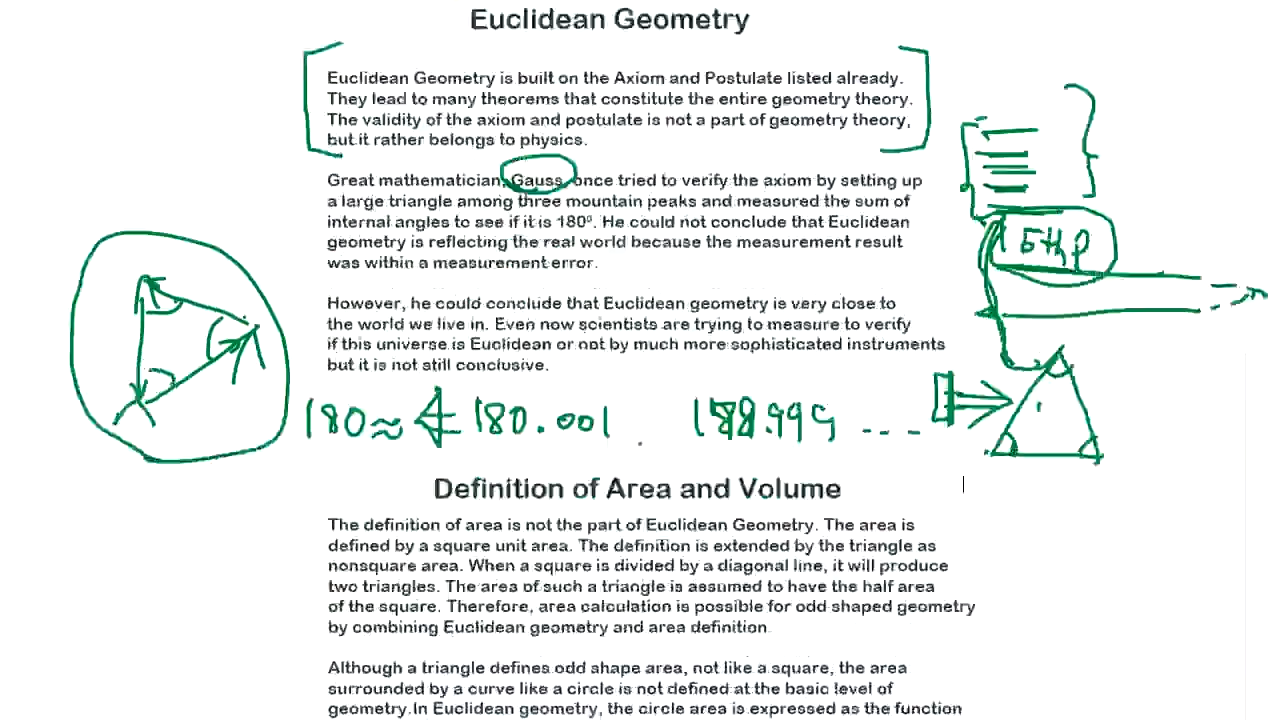 Euclidean Geometry
Euclidean Geometry is built on the Axiom and Postulate listed already.
They lead to many theorems that constitute the entire geometry theory.
The validity of the axiom and postulate is not a part of geometry theory,
but it rather belongs to physics.
Great mathematician, Gauss, once tried to verify the axiom by setting up
a large triangle among three mountain peaks and measured the sum of
internal angles to see if it is 180º. He could not conclude that Euclidean
geometry is reflecting the real world because the measurement result
was within a measurement error.
5th p
However, he could conclude that Euclidean geometry is very close to
the world we live in. Even now scientists are trying to measure to verify
if this universe is Euclidean or not by much more sophisticated instruments
but it is not still conclusive.
180 ≈ 180.001 .999 ...
Definition of Area and Volume
The definition of area is not the part of Euclidean Geometry. The area is
defined by a square unit area. The definition is extended by the triangle as
nonsquare area. When a square is divided by a diagonal line, it will produce
two triangles. The area of such a triangle is assumed to have the half area
of the square. Therefore, area calculation is possible for odd shaped geometry
by combining Euclidean geometry and area definition.
Although a triangle defines odd shape area, not like a square, the area
surrounded by a curve like a circle is not defined at the basic level of
geometry. In Euclidean geometry, the circle area is expressed as the function